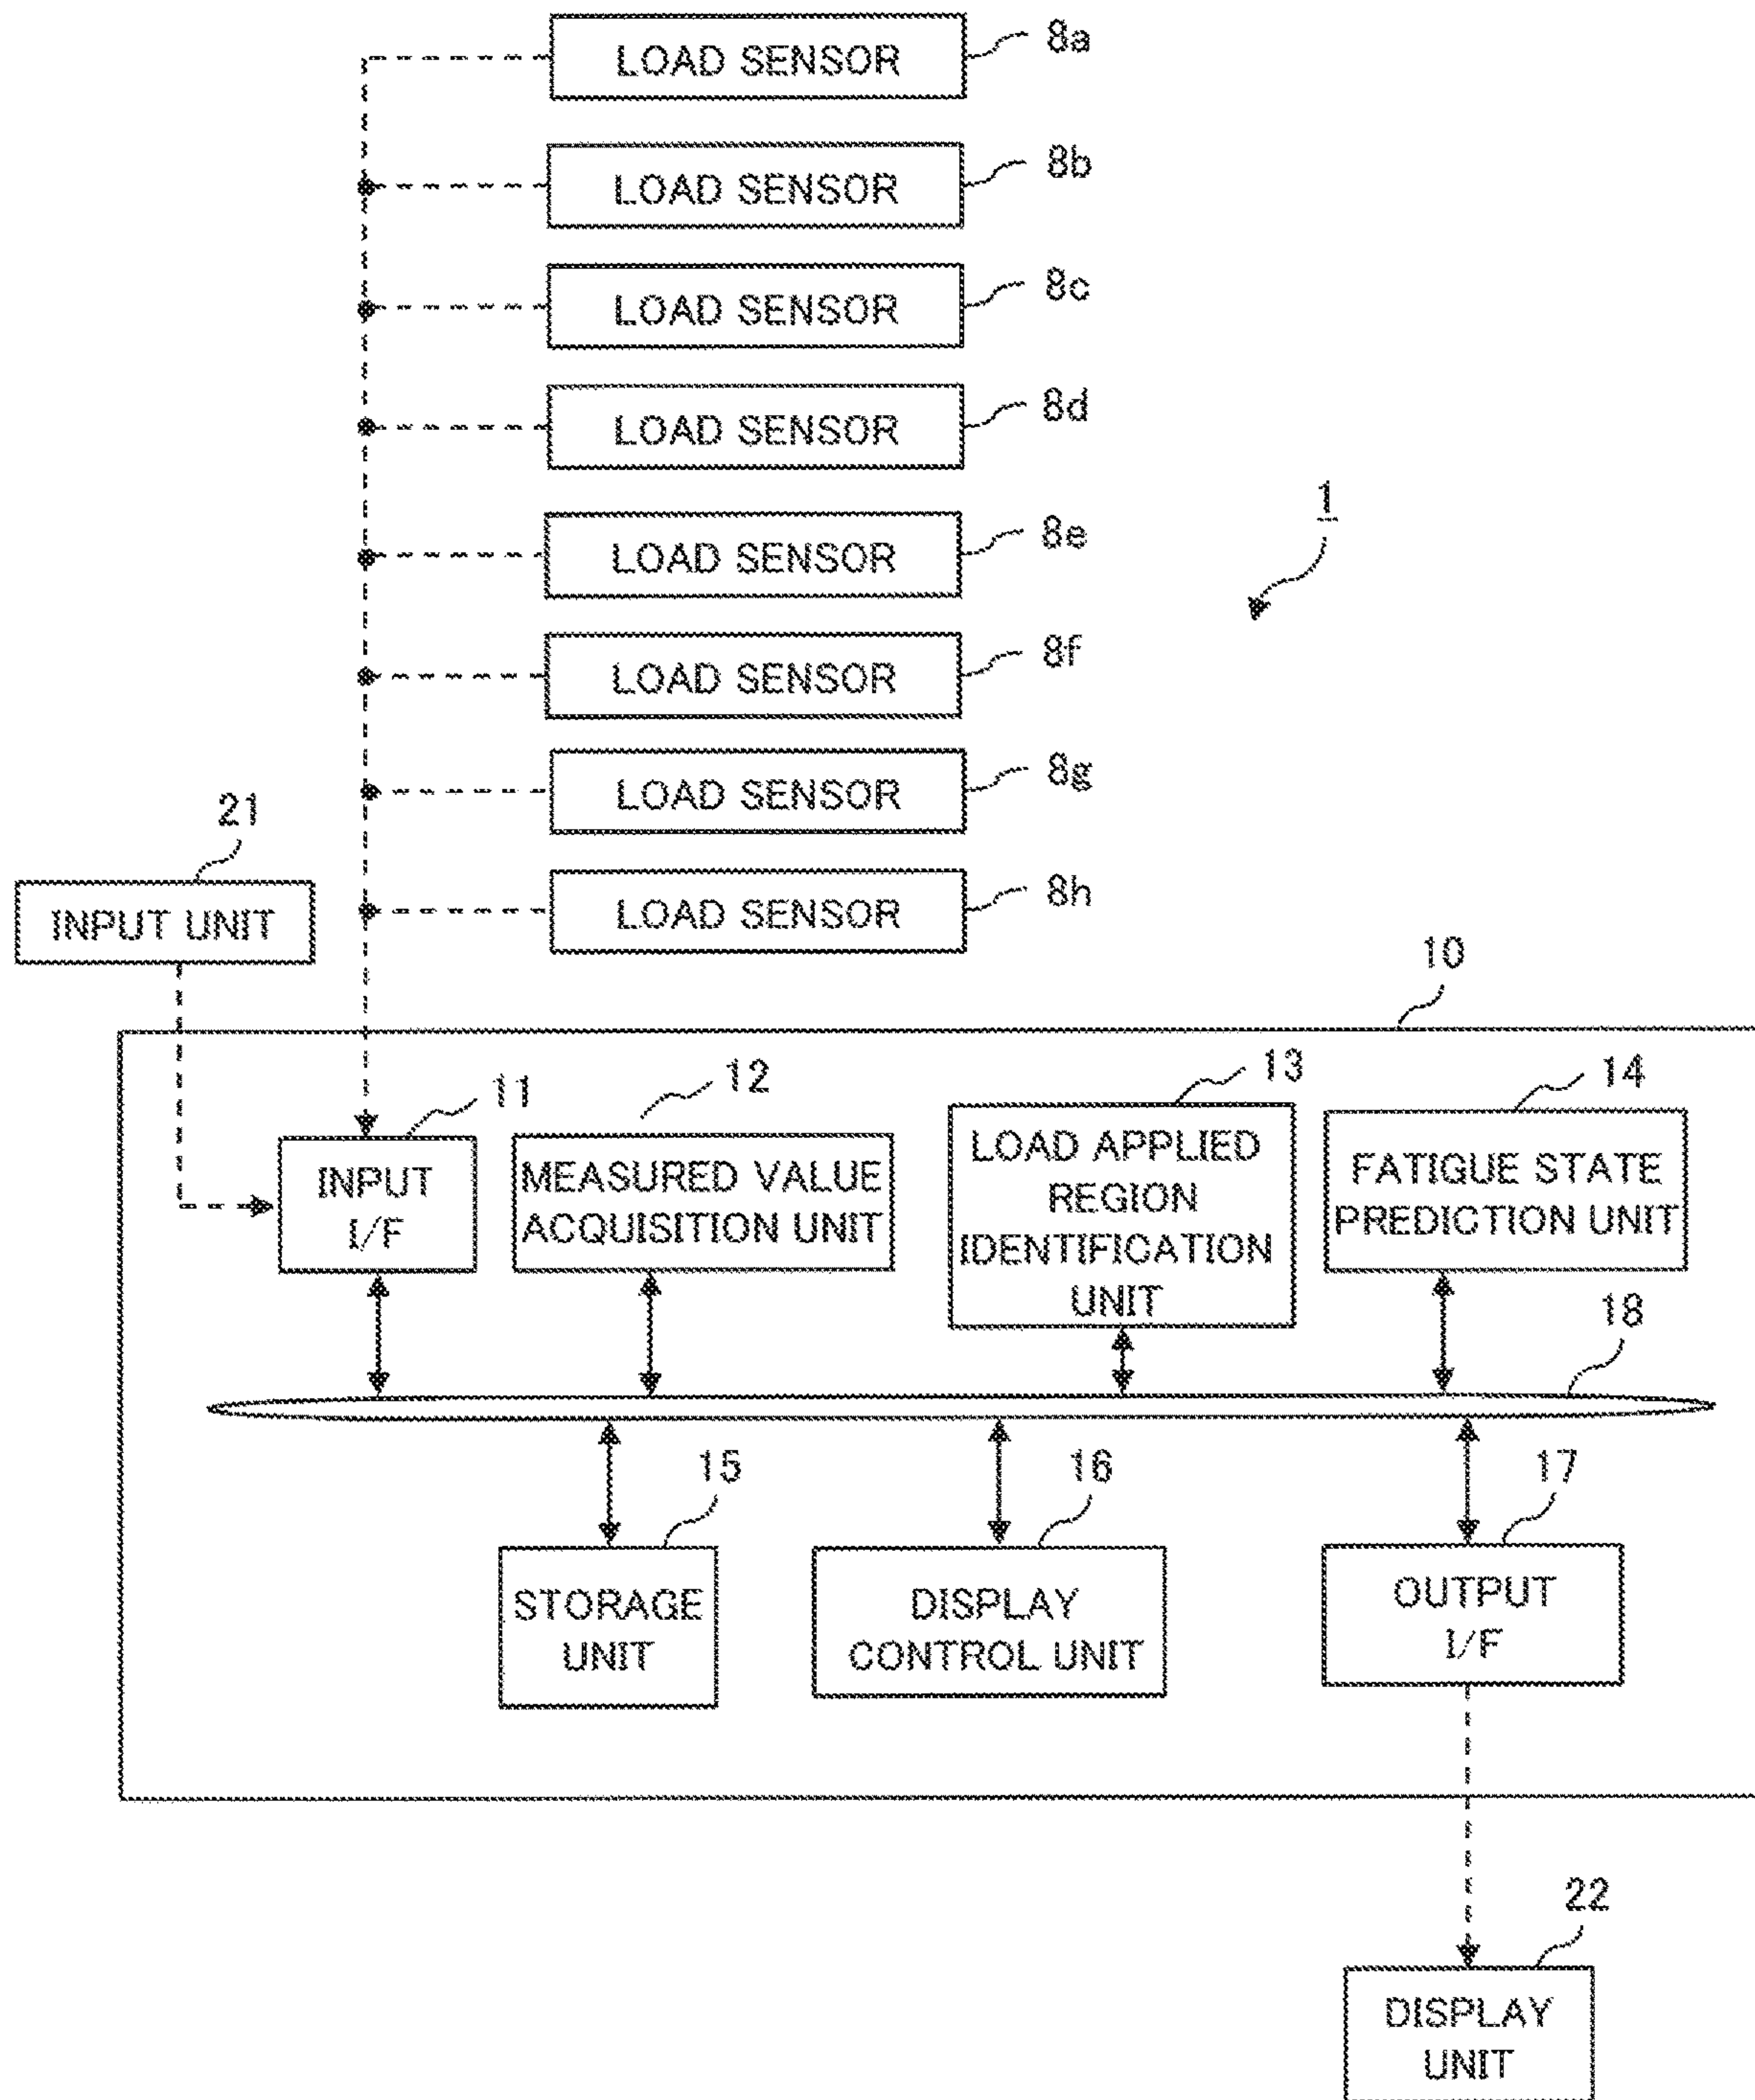 LOAD SENSOR 8a
LOAD SENSOR 8b
LOAD SENSOR 8c
LOAD SENSOR 8d
1
LOAD SENSOR 8e
LOAD SENSOR 8f
LOAD SENSOR 8g
21
INPUT UNIT
LOAD SENSOR 8h
10
11
INPUT
I/F
12
MEASURED VALUE
ACQUISITION UNIT
13
LOAD APPLIED
REGION
IDENTIFICATION
UNIT
14
FATIGUE STATE
PREDICTION UNIT
18
15
STORAGE
UNIT
16
DISPLAY
CONTROL UNIT
17
OUTPUT
I/F
22
DISPLAY
UNIT